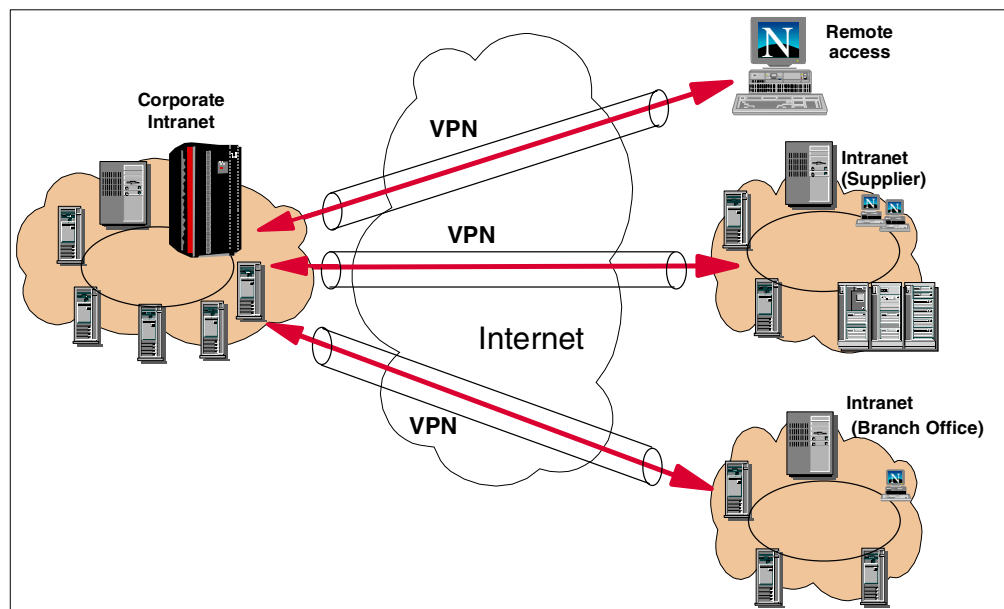 Remote
access
Corporate
Intranet
VPN
Intranet
(Supplier)
VPN
Internet
VPN
Intranet
(Branch Office)
N
N
N
N